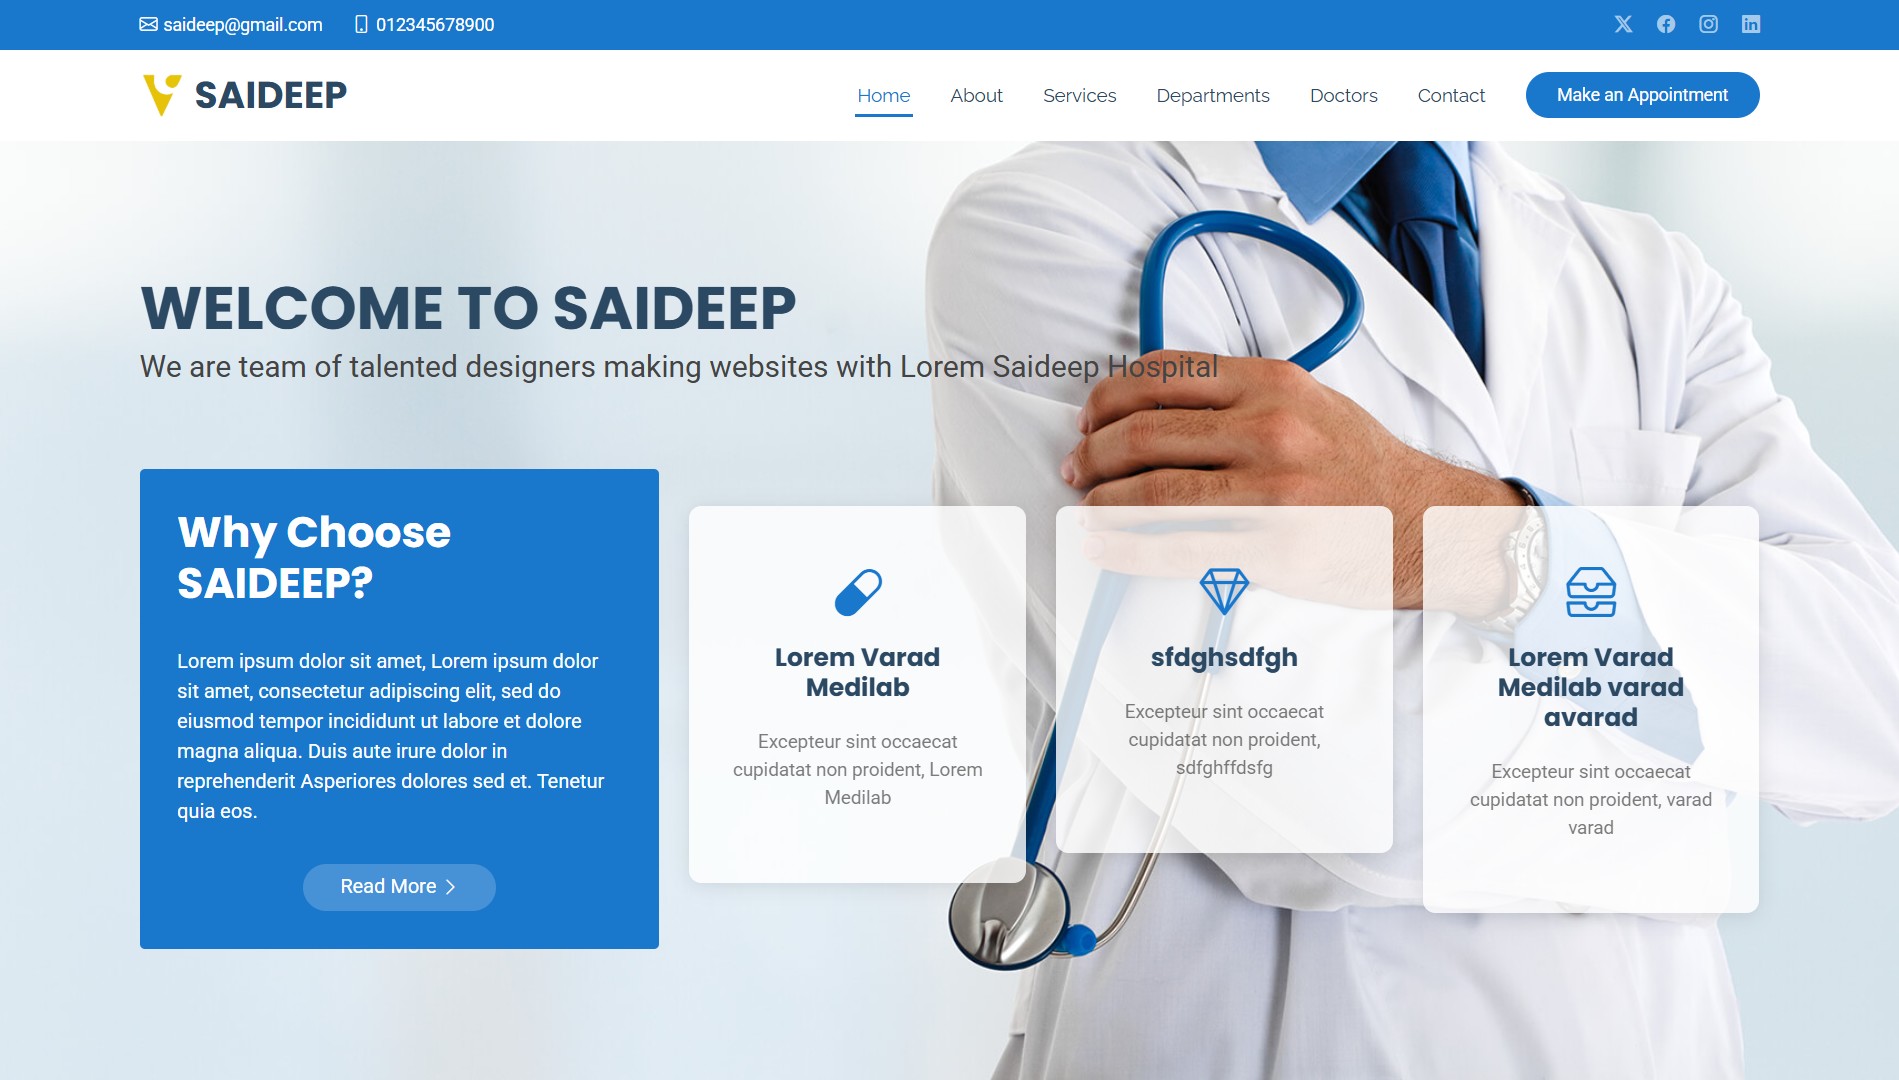 saideep@gmail.com
012345678900
SAIDEEP
Home
About
Services
Departments
Doctors
Contact
Make an Appointment
WELCOME TO SAIDEEP
We are team of talented designers making websites with Lorem Saideep Hospital
Why Choose
SAIDEEP?
Lorem ipsum dolor sit amet, Lorem ipsum dolor
sit amet, consectetur adipiscing elit, sed do
eiusmod tempor incididunt ut labore et dolore
magna aliqua. Duis aute irure dolor in
reprehenderit Asperiores dolores sed et. Tenetur
quia eos.
Read More
Lorem Varad
Medilab
Excepteur sint occaecat
cupidatat non proident, Lorem
Medilab
sfdghsdfgh
Excepteur sint occaecat
cupidatat non proident,
sdfghffdsfg
Lorem Varad
Medilab varad
avarad
Excepteur sint occaecat
cupidatat non proident, varad
varad